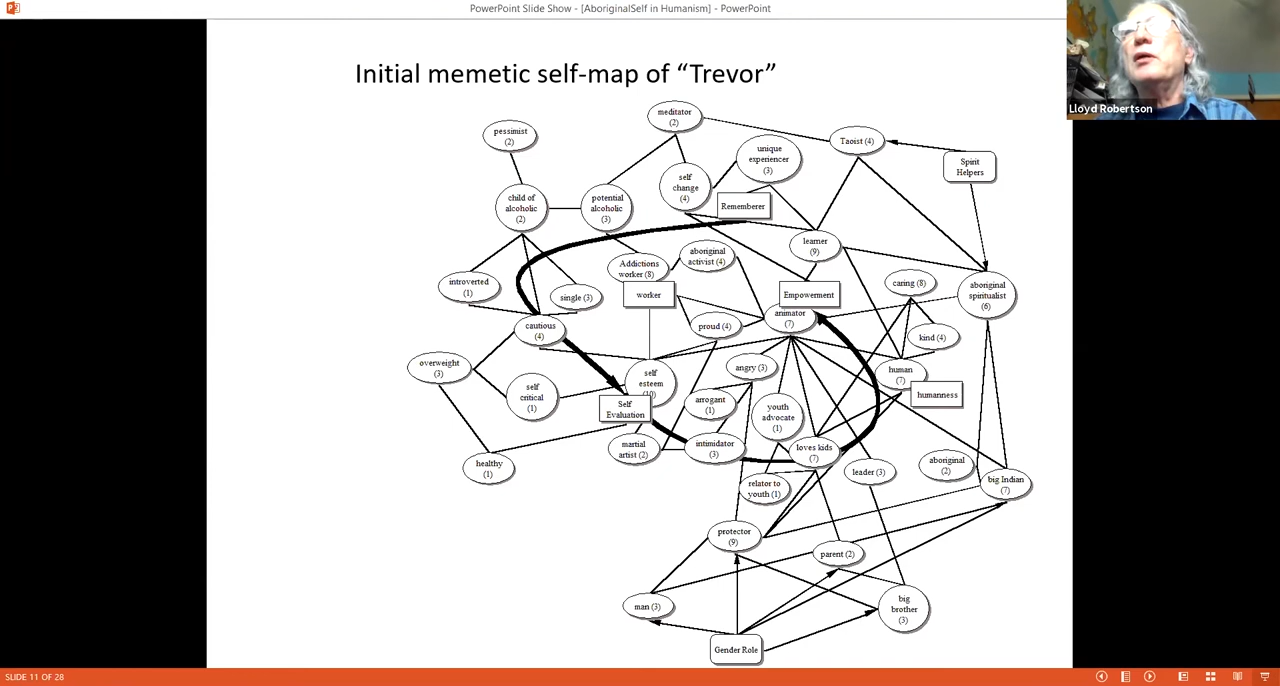 PowerPoint Slide Show - [AboriginalSelf in Humanism] - PowerPoint
Lloyd Robertson
Initial memetic self-map of “Trevor”
meditator
(2)
pessimist
(2)
Taoist (4)
unique
experiencer
(3)
Spirit
Helpers
self
change
(4)
child of
alcoholic
(2)
potential
alcoholic
(3)
Rememberer
learner
(9)
aboriginal
activist (4)
Addictions
worker (8)
introverted
(1)
single (3)
worker
Empowerment
caring (8)
aboriginal
spiritualist
(6)
animator
(7)
cautious
(4)
proud (4)
kind (4)
overweight
(3)
self
critical
(1)
self
esteem
(10)
angry (3)
human
(7)
humanness
Self
Evaluation
arrogant
(1)
youth
advocate
(1)
martial
artist (2)
intimidator
(3)
loves kids
(7)
healthy
(1)
leader (3)
aboriginal
(2)
big Indian
(7)
relator to
youth (1)
protector
(9)
parent (2)
man (3)
big
brother
(3)
Gender Role
SLIDE 11 OF 28